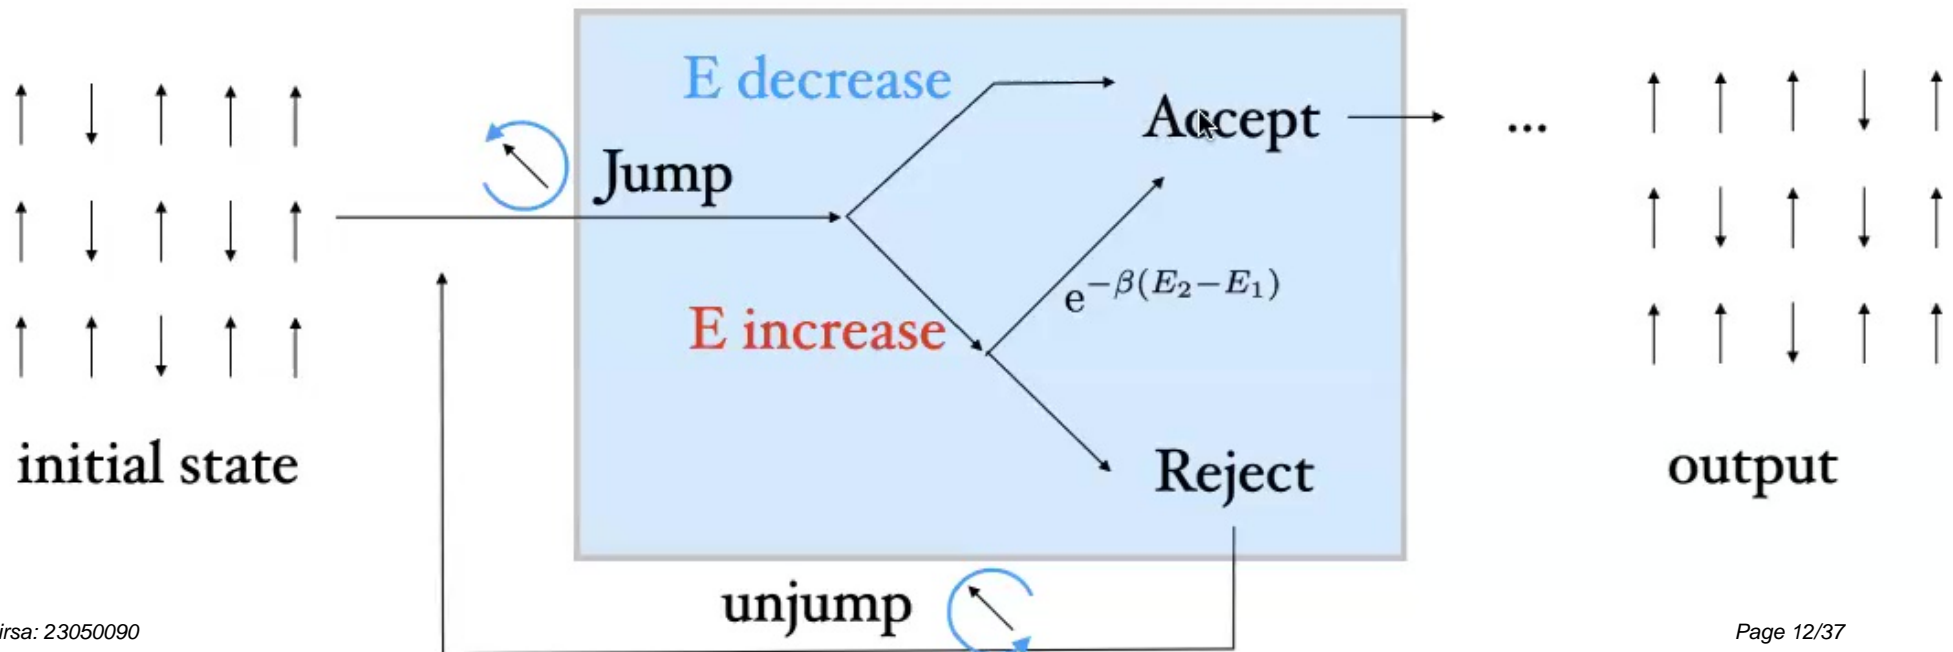 E decrease
Accept
...
Jump
e^{-β(E_2-E_1)}
E increase
initial state
Reject
output
unjump
irsa: 23050090
Page 12/37